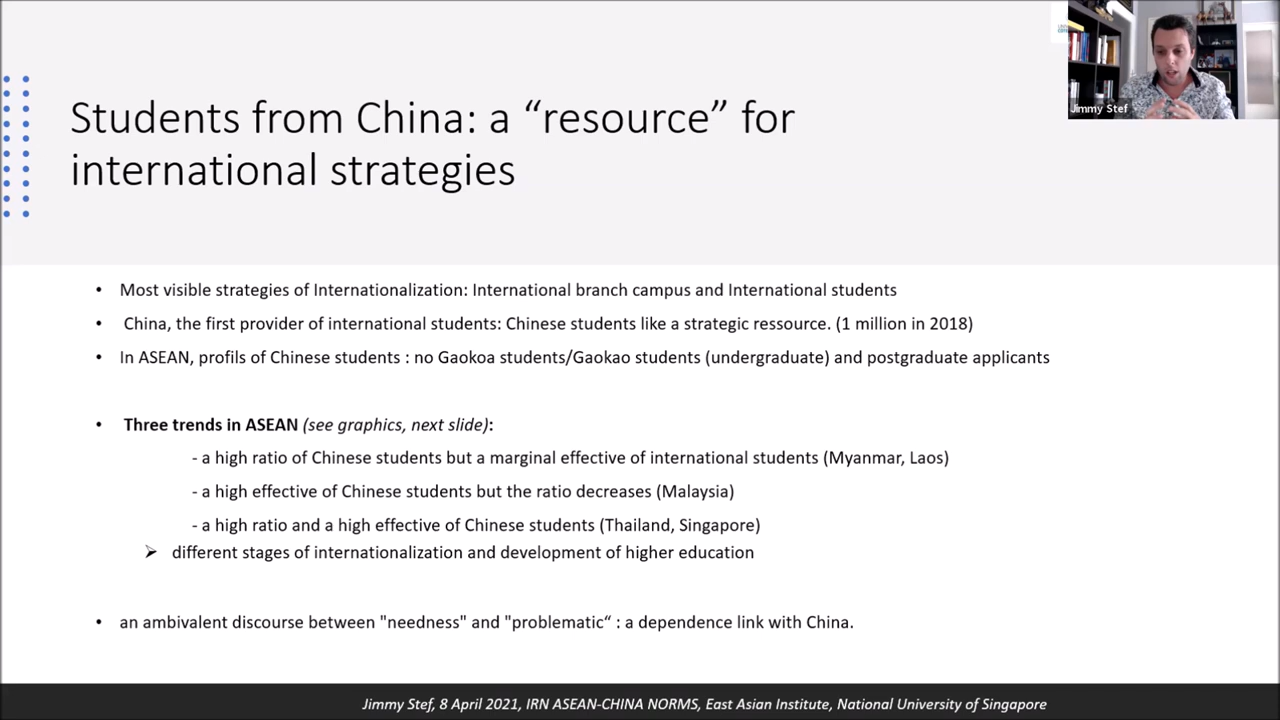 Students from China: a “resource” for
international strategies
Jimmy Stef
• Most visible strategies of Internationalization: International branch campus and International students
• China, the first provider of international students: Chinese students like a strategic ressource. (1 million in 2018)
• In ASEAN, profils of Chinese students : no Gaokoa students/Gaokao students (undergraduate) and postgraduate applicants
• Three trends in ASEAN (see graphics, next slide):
- a high ratio of Chinese students but a marginal effective of international students (Myanmar, Laos)
- a high effective of Chinese students but the ratio decreases (Malaysia)
- a high ratio and a high effective of Chinese students (Thailand, Singapore)
➢ different stages of internationalization and development of higher education
• an ambivalent discourse between "needness" and "problematic“ : a dependence link with China.
Jimmy Stef, 8 April 2021, IRN ASEAN-CHINA NORMS, East Asian Institute, National University of Singapore